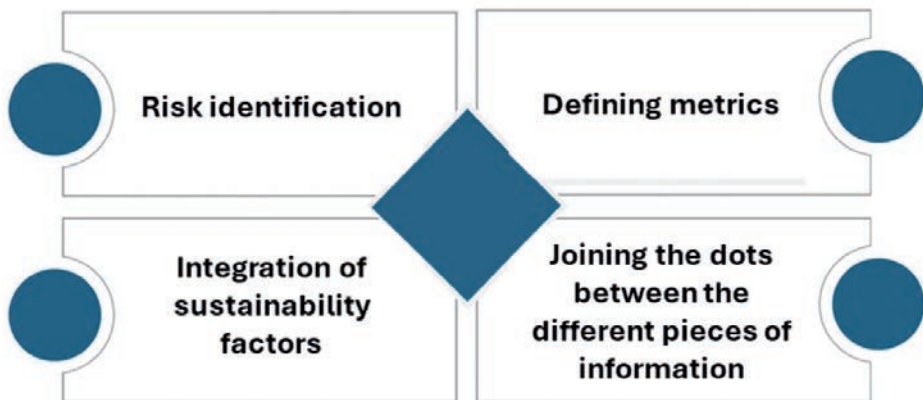 Risk identification
Defining metrics
Integration of
sustainability
factors
Joining the dots
between the
different pieces of
information